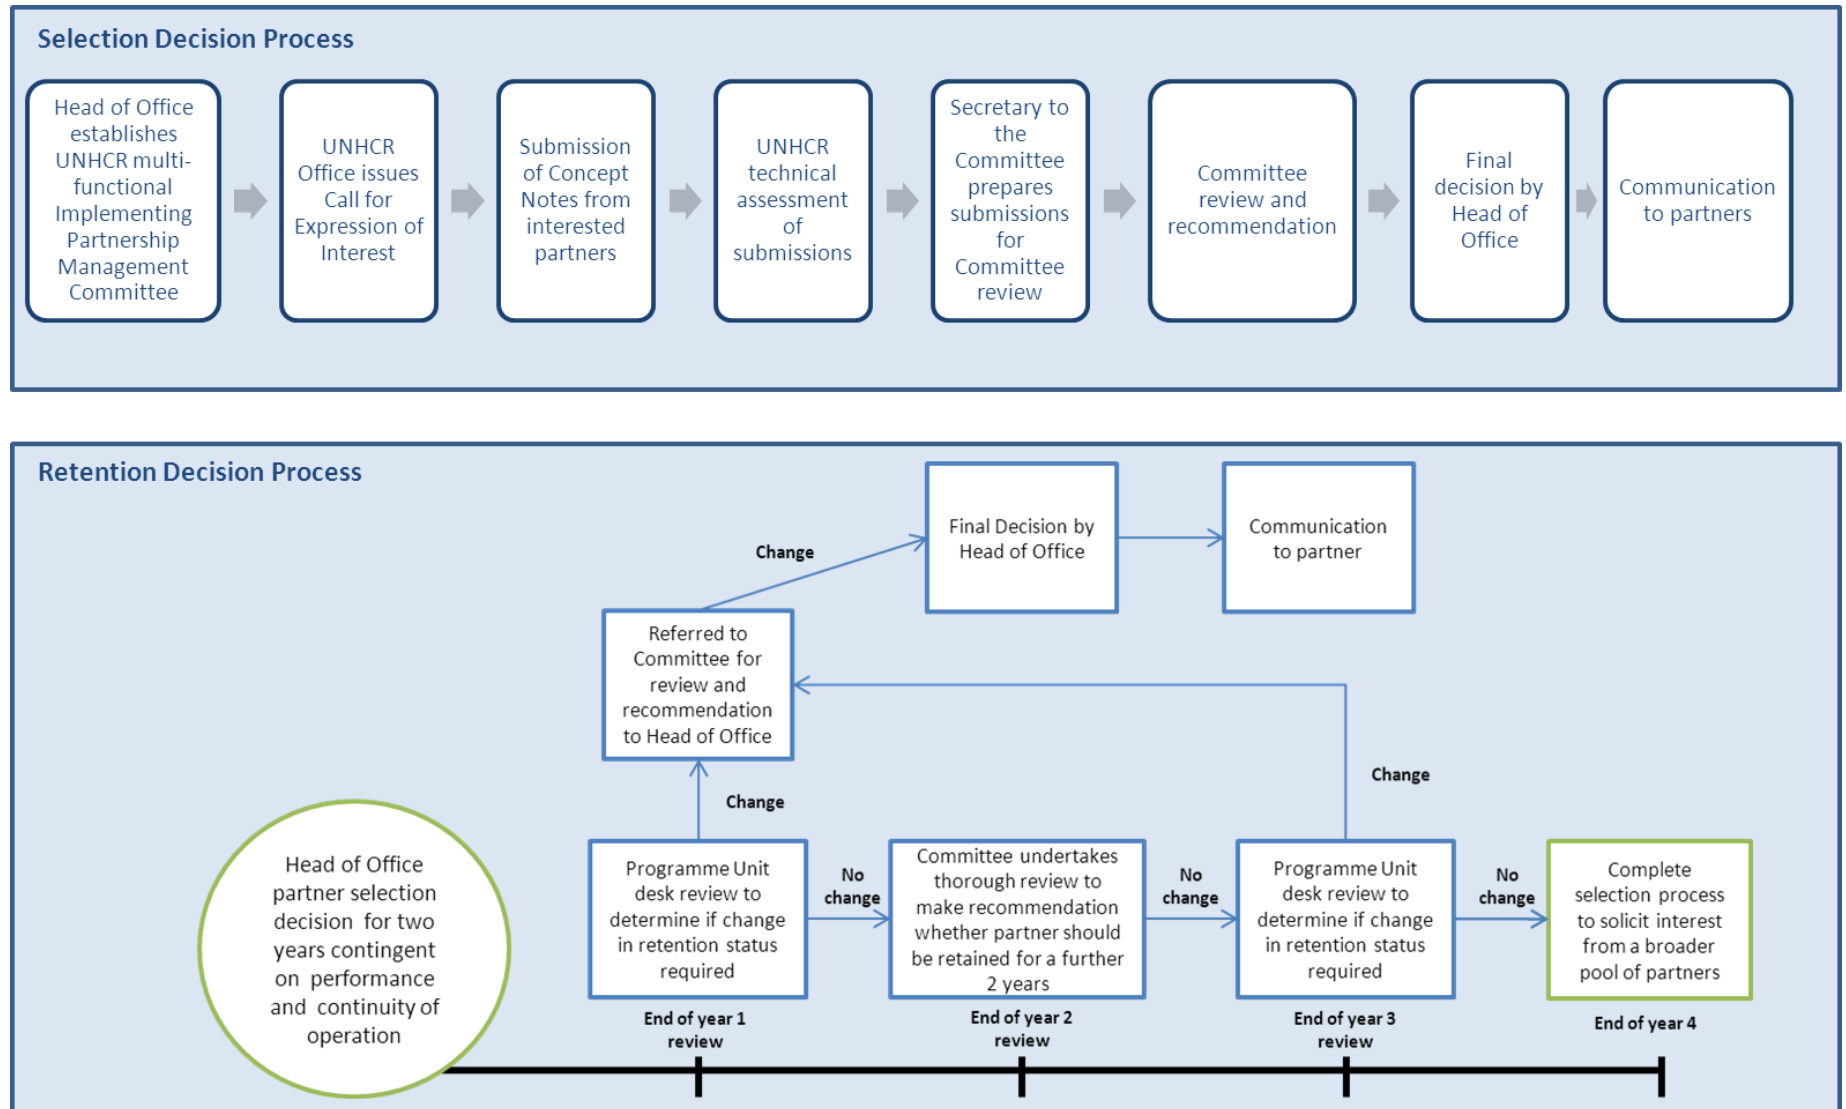 Selection Decision Process
Head of Office
establishes
UNHCR multi-
functional
Implementing
Partnership
Management
Committee
UNHCR
Office issues
Call for
Expression of
Interest
Submission
of Concept
Notes from
interested
partners
UNHCR
technical
assessment
of
submissions
Secretary to
the
Committee
prepares
submissions
for
Committee
review
Committee
review and
recommendation
Final
decision by
Head of
Office
Communication
to partners
Retention Decision Process
Final Decision by
Head of Office
Communication
to partner
Change
Referred to
Committee for
review and
recommendation
to Head of Office
Change
Change
Head of Office
partner selection
decision for two
years contingent
on performance
and continuity of
operation
Programme Unit
desk review to
determine if change
in retention status
required
No
change
Committee undertakes
thorough review to
make recommendation
whether partner should
be retained for a further
2 years
No
change
Programme Unit
desk review to
determine if change
in retention status
required
No
change
Complete
selection process
to solicit interest
from a broader
pool of partners
End of year 1
review
End of year 2
review
End of year 3
review
End of year 4